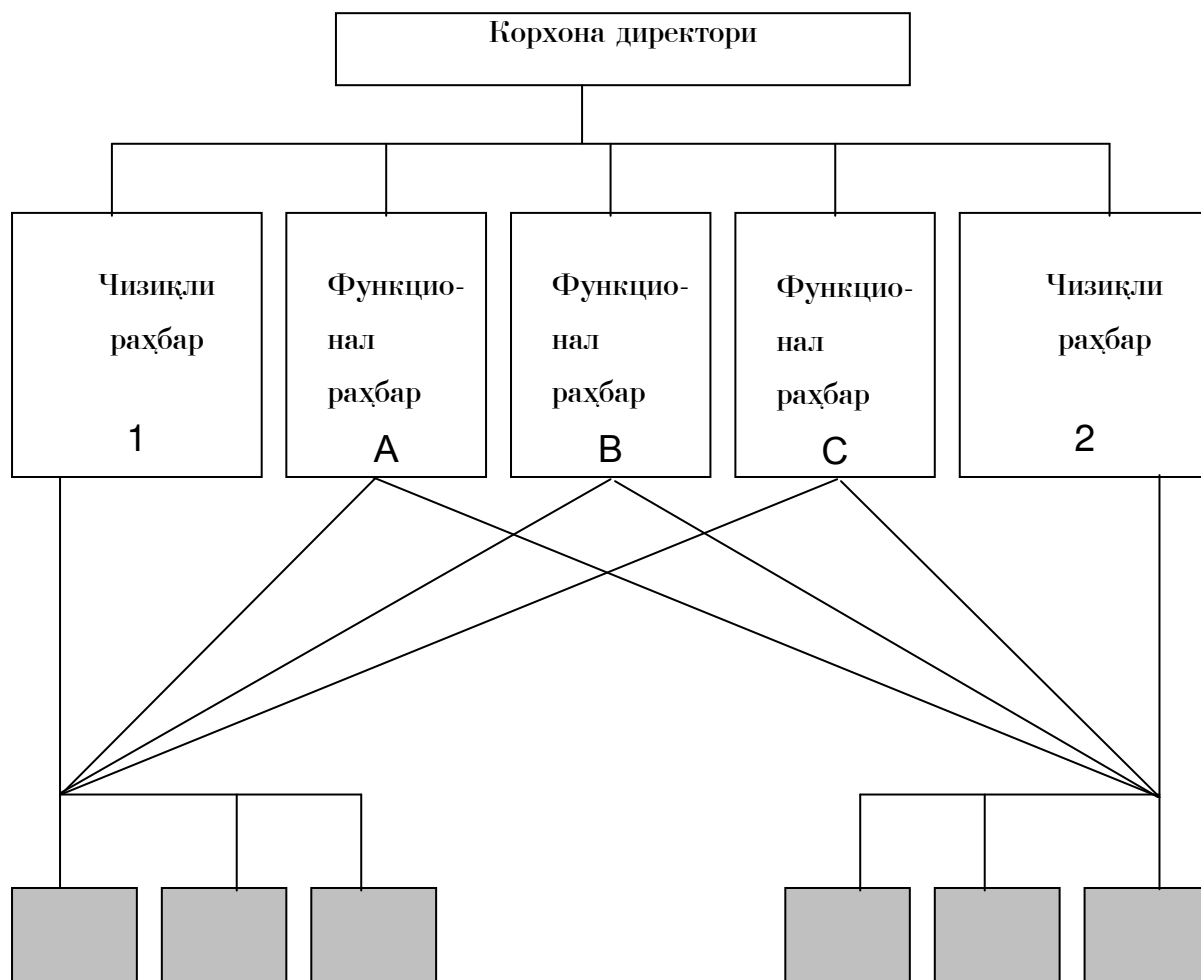 Корхона директори
Чизиқли
раҳбар
1
Функцио-
нал
раҳбар
A
Функцио-
нал
раҳбар
B
Функцио-
нал
раҳбар
C
Чизиқли
раҳбар
2